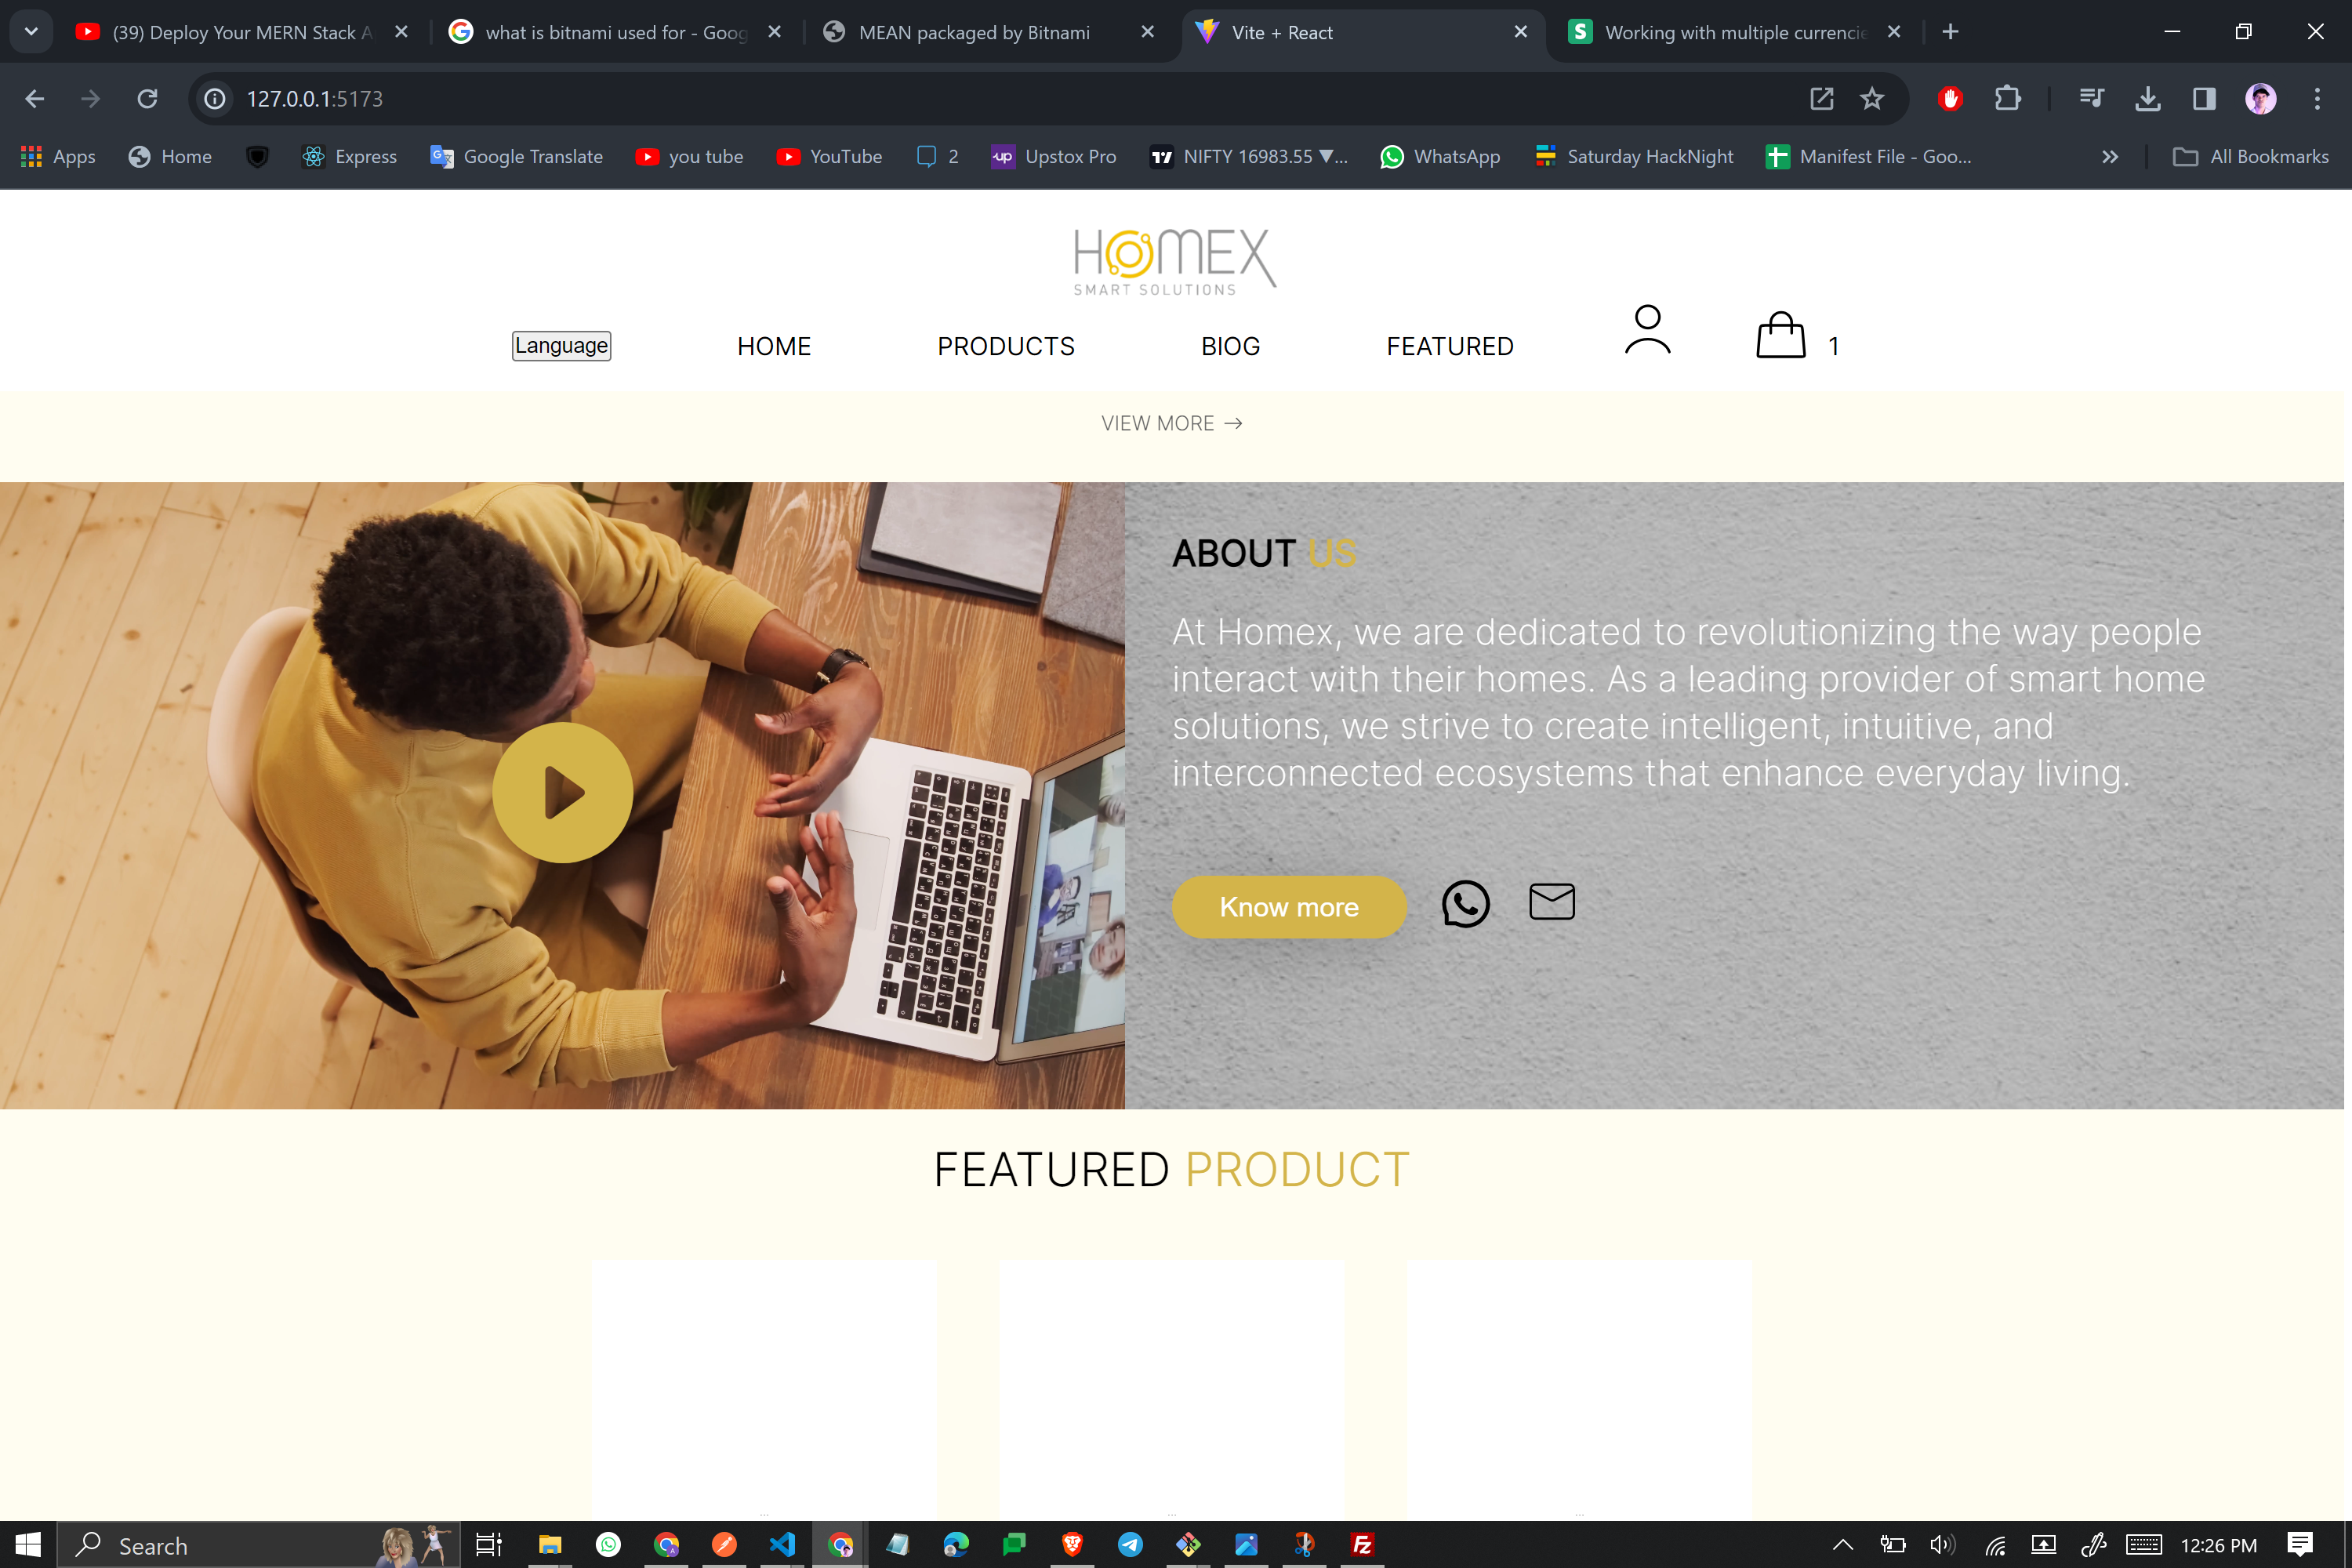 (39) Deploy Your MERN Stack A
what is bitnami used for - Goog
MEAN packaged by Bitnami
Vite + React
Working with multiple currencie
127.0.0.1:5173
Apps
Home
Express
Google Translate
you tube
YouTube
2
up
Upstox Pro
NIFTY 16983.55 ▼...
WhatsApp
Saturday HackNight
Manifest File - Goo...
All Bookmarks
HOMEX
SMART SOLUTIONS
Language
HOME
PRODUCTS
BlOG
FEATURED
1
VIEW MORE →
ABOUT US
At Homex, we are dedicated to revolutionizing the way people
interact with their homes. As a leading provider of smart home
solutions, we strive to create intelligent, intuitive, and
interconnected ecosystems that enhance everyday living.
Know more
FEATURED PRODUCT
...
...
...
Search
12:26 PM